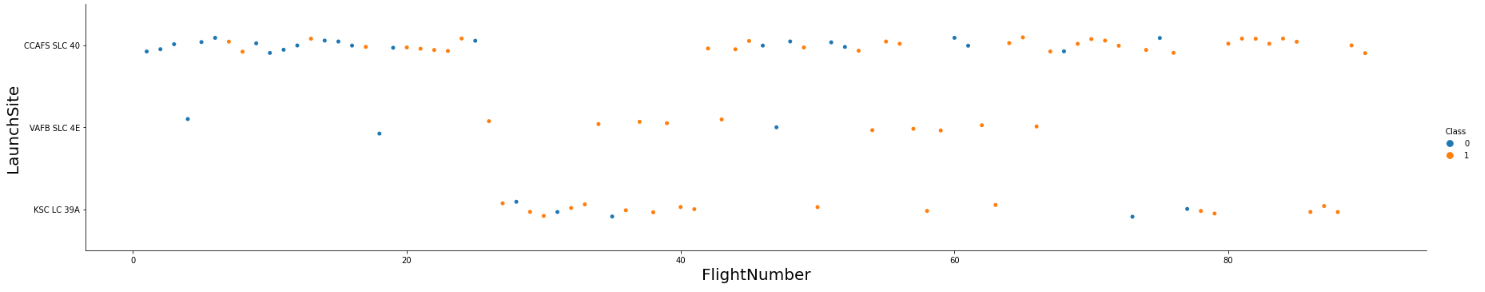 LaunchSite
CCAFS SLC 40
VAFB SLC 4E
KSC LC 39A
0 20 40 60 80
FlightNumber
Class
0
1